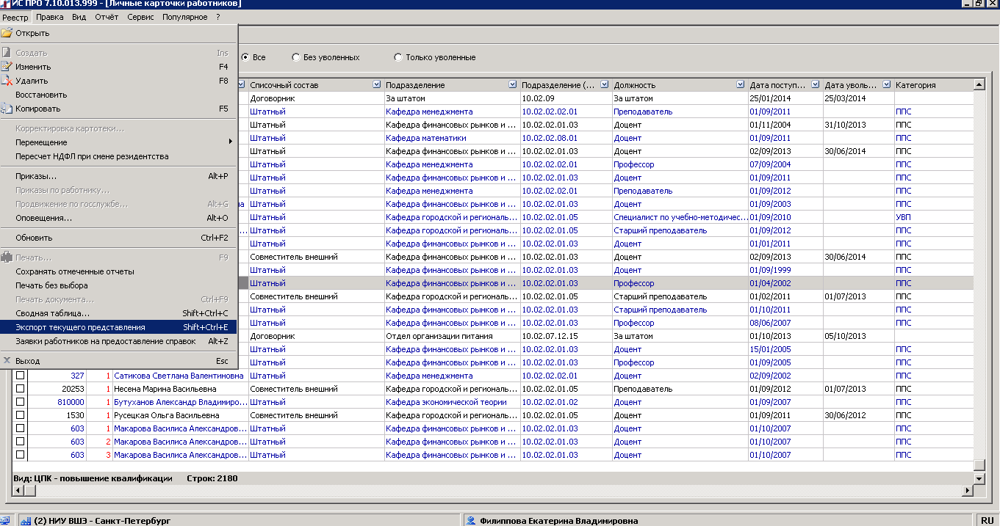 ИС ПРО 7.10.013.999 - [Личные карточки работников]
Реестр Правка Вид Отчёт Сервис Популярное ?
Открыть
Создать Ins
Изменить F4
Удалить F8
Восстановить
Копировать F5
Корректировка картотеки...
Перемещение
Пересчет НДФЛ при смене резидентства
Приказы... Alt+P
Приказы по работнику...
Продвижение по госслужбе... Alt+G
Оповещения... Alt+O
Обновить Ctrl+F2
Печать... F9
Сохранять отмеченные отчеты
Печать без выбора
Печать документа... Ctrl+F9
Сводная таблица... Shift+Ctrl+C
Экспорт текущего представления Shift+Ctrl+E
Заявки работников на предоставление справок Alt+Z
Выход Esc
Все Без уволенных Только уволенные
Списочный состав Подразделение Подразделение (... Должность Дата поступ... Дата уволь... Категория
Договорник За штатом 10.02.09 За штатом 25/01/2014 25/03/2014
Штатный Кафедра менеджмента 10.02.02.02.01 Преподаватель 01/09/2011 ППС
Штатный Кафедра финансовых рынков и ... 10.02.02.01.03 Доцент 01/11/2004 31/10/2013 ППС
Штатный Кафедра математики 10.02.02.08.01 Доцент 01/09/2011 ППС
Штатный Кафедра финансовых рынков и ... 10.02.02.01.03 Доцент 02/09/2013 30/06/2014 ППС
Штатный Кафедра менеджмента 10.02.02.02.01 Профессор 07/09/2004 ППС
Штатный Кафедра финансовых рынков и ... 10.02.02.01.03 Доцент 01/09/2011 ППС
Штатный Кафедра менеджмента 10.02.02.02.01 Преподаватель 01/09/2012 ППС
на Штатный Кафедра финансовых рынков и ... 10.02.02.01.03 Доцент 01/09/2003 ППС
Штатный Кафедра городской и региональ... 10.02.02.01.05 Специалист по учебно-методичес... 01/09/2010 УВП
... Штатный Кафедра городской и региональ... 10.02.02.01.05 Старший преподаватель 01/09/2012 ППС
Штатный Кафедра финансовых рынков и ... 10.02.02.01.03 Доцент 01/01/2011 ППС
Совместитель внешний Кафедра финансовых рынков и ... 10.02.02.01.03 Доцент 02/09/2013 30/06/2014 ППС
Штатный Кафедра финансовых рынков и ... 10.02.02.01.03 Доцент 01/09/1999 ППС
Штатный Кафедра финансовых рынков и ... 10.02.02.01.03 Профессор 01/04/2002 ППС
Совместитель внешний Кафедра городской и региональ... 10.02.02.01.05 Старший преподаватель 01/02/2011 01/07/2013 ППС
Штатный Кафедра финансовых рынков и ... 10.02.02.01.03 Старший преподаватель 01/10/2011 ППС
Штатный Кафедра финансовых рынков и ... 10.02.02.01.03 Профессор 08/06/2007 ППС
Договорник Отдел организации питания 10.02.07.12.15 За штатом 01/10/2013 05/10/2013
Штатный Кафедра финансовых рынков и ... 10.02.02.01.03 Доцент 15/01/2005 ППС
Штатный Кафедра финансовых рынков и ... 10.02.02.01.03 Профессор 01/09/2005 ППС
327 1 Сатикова Светлана Валентиновна Штатный Кафедра менеджмента 10.02.02.02.01 Доцент 02/09/2002 ППС
20253 1 Несена Марина Васильевна Совместитель внешний Кафедра городской и региональ... 10.02.02.01.05 Преподаватель 01/09/2012 01/07/2013 ППС
810000 1 Бутуханов Александр Владимиро... Штатный Кафедра экономической теории 10.02.02.01.02 Доцент 01/09/2007 ППС
1530 1 Русецкая Ольга Васильевна Совместитель внешний Кафедра городской и региональ... 10.02.02.01.05 Доцент 01/09/2011 30/06/2012 ППС
603 1 Макарова Василиса Александров... Штатный Кафедра финансовых рынков и ... 10.02.02.01.03 Доцент 01/10/2007 ППС
603 2 Макарова Василиса Александров... Штатный Кафедра финансовых рынков и ... 10.02.02.01.03 Доцент 01/10/2007 ППС
603 3 Макарова Василиса Александров... Штатный Кафедра финансовых рынков и ... 10.02.02.01.03 Доцент 01/10/2007 ППС
Вид: ЦПК - повышение квалификации Строк: 2180
(2) НИУ ВШЭ - Санкт-Петербург Филиппова Екатерина Владимировна RU